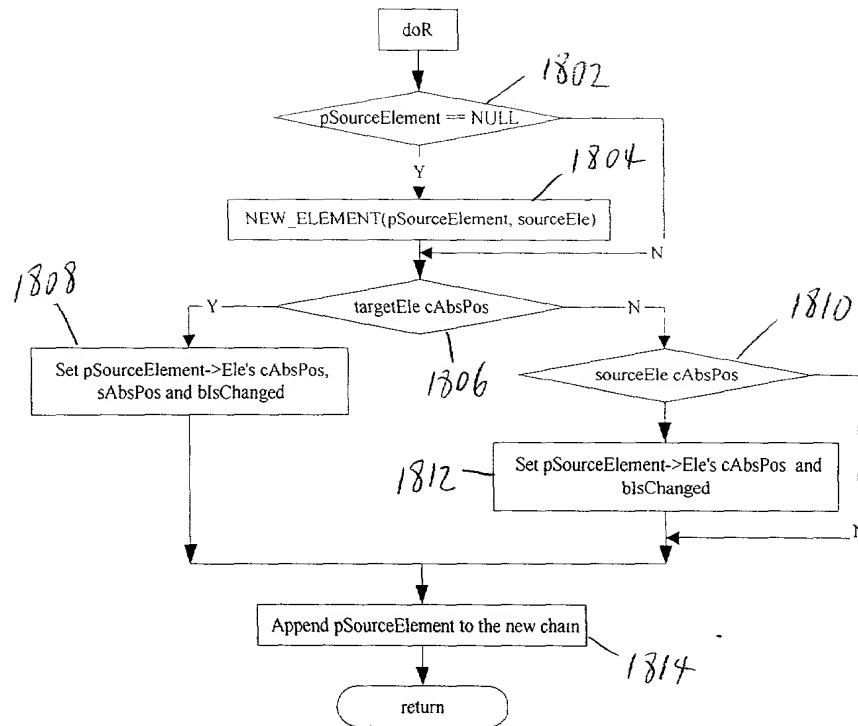 doR
1802
pSourceElement == NULL
Y
1804
NEW_ELEMENT(pSourceElement, sourceEle)
N
1808
Y
targetEle cAbsPos
N
1810
1806
Set pSourceElement->Ele's cAbsPos,
sAbsPos and bIsChanged
sourceEle cAbsPos
1812
Set pSourceElement->Ele's cAbsPos and
bIsChanged
N
Append pSourceElement to the new chain
1814
return